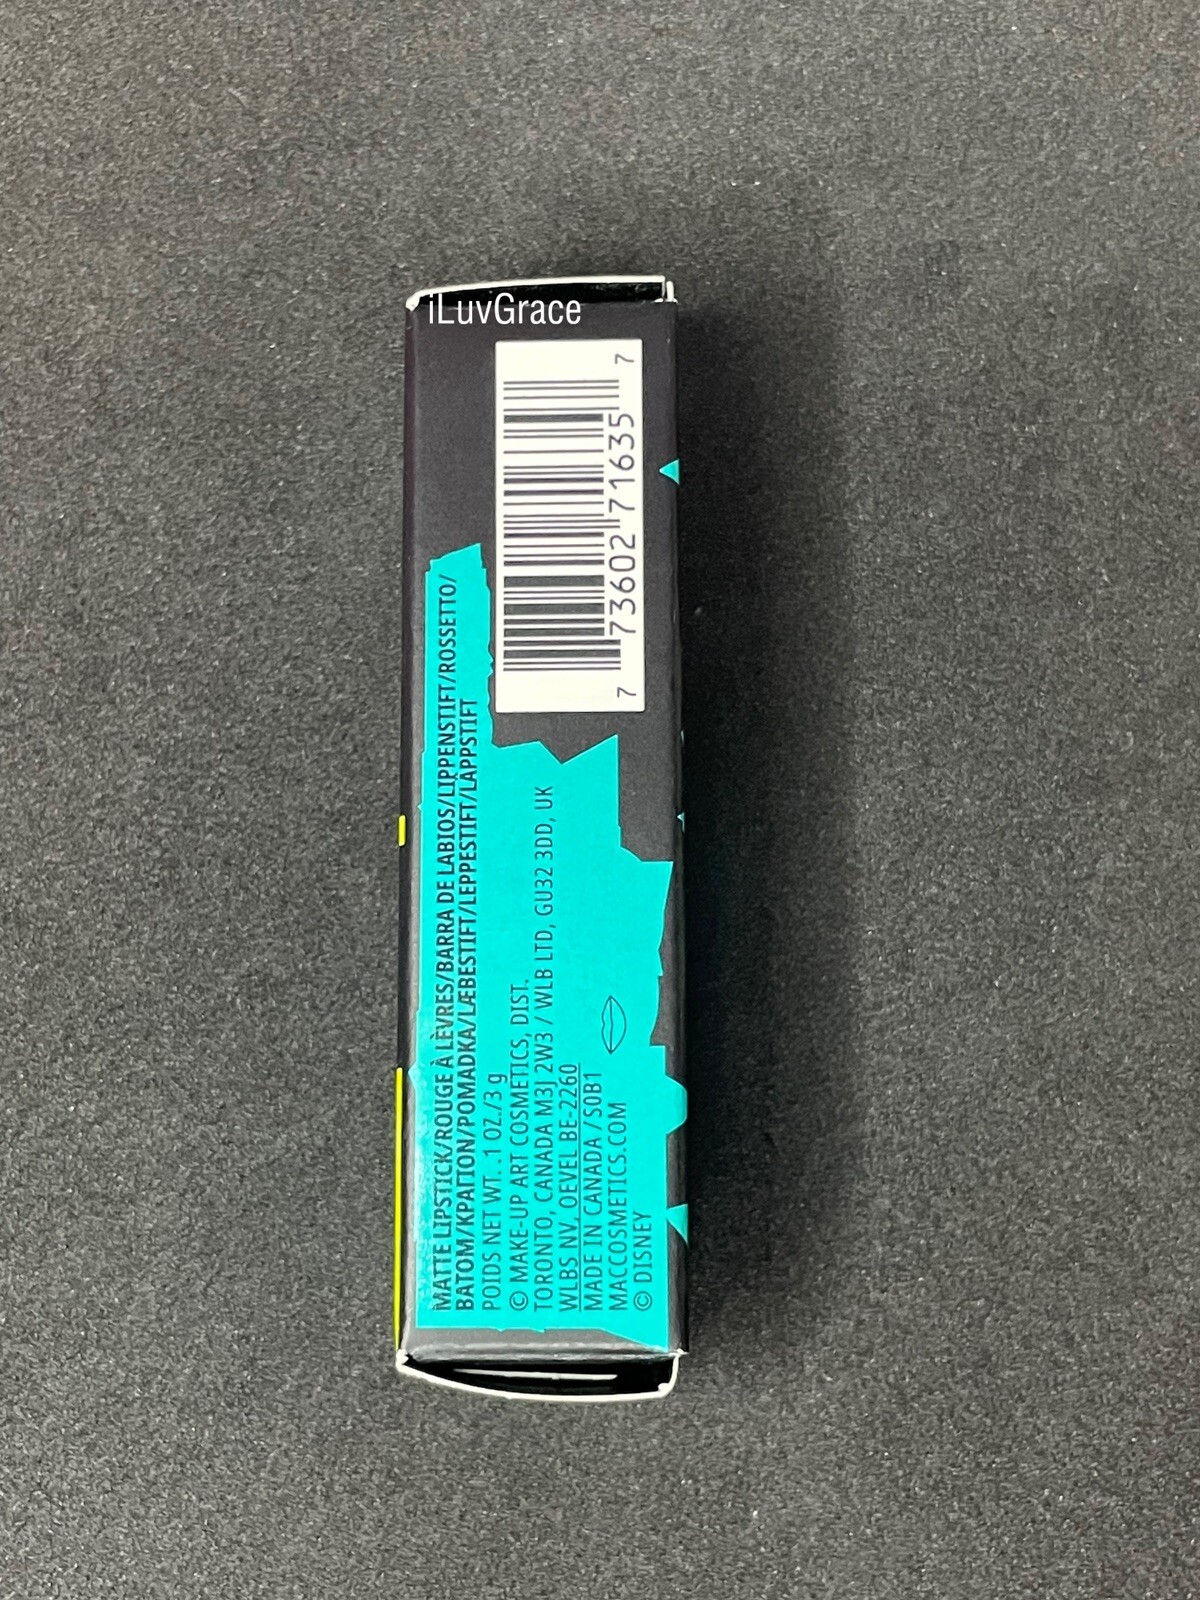 iLuvGrace
7 73602 71635 7
MATTE LIPSTICK/ROUGE À LÈVRES/BARRA DE LABIOS/LIPPENSTIFT/ROSSETTO/
BATOM/ΚΡΑΓΙΟΝ/POMADKA/LÆBESTIFT/LEPPESTIFT/LÄPPSTIFT
POIDS NET WT. .1 OZ./3 g
© MAKE-UP ART COSMETICS, DIST.
TORONTO, CANADA M3J 2W3 / WLB LTD, GU32 3DD, UK
WLBS NV, OEVEL BE-2260
MADE IN CANADA / S0B1
MACCOSMETICS.COM
© DISNEY